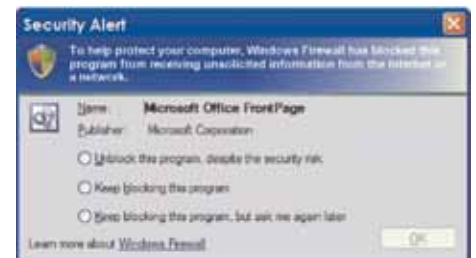 Security Alert
To help protect your computer, Windows Firewall has blocked this
program from receiving unsolicited information from the Internet or
a network.
Name: Microsoft Office FrontPage
Publisher: Microsoft Corporation
Unblock this program, despite the security risk
Keep blocking this program
Keep blocking this program, but ask me again later
Learn more about Windows Firewall
OK